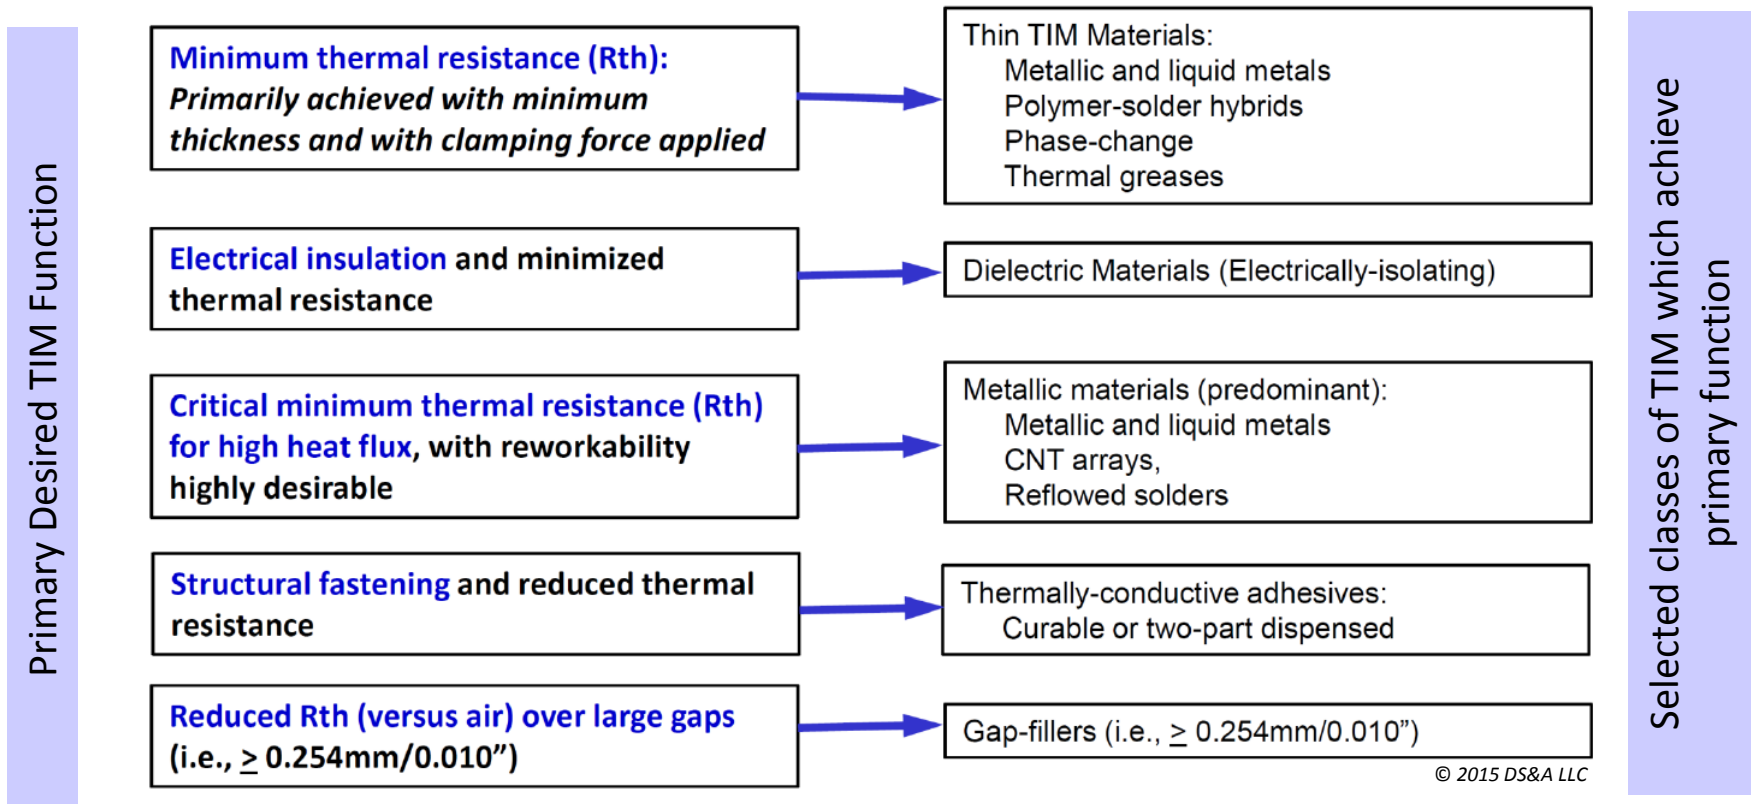 Primary Desired TIM Function
Minimum thermal resistance (Rth):
Primarily achieved with minimum
thickness and with clamping force applied
Thin TIM Materials:
Metallic and liquid metals
Polymer-solder hybrids
Phase-change
Thermal greases
Electrical insulation and minimized
thermal resistance
Dielectric Materials (Electrically-isolating)
Critical minimum thermal resistance (Rth)
for high heat flux, with reworkability
highly desirable
Metallic materials (predominant):
Metallic and liquid metals
CNT arrays,
Reflowed solders
Structural fastening and reduced thermal
resistance
Thermally-conductive adhesives:
Curable or two-part dispensed
Reduced Rth (versus air) over large gaps
(i.e., ≥ 0.254mm/0.010”)
Gap-fillers (i.e., ≥ 0.254mm/0.010”)
© 2015 DS&A LLC
Selected classes of TIM which achieve
primary function